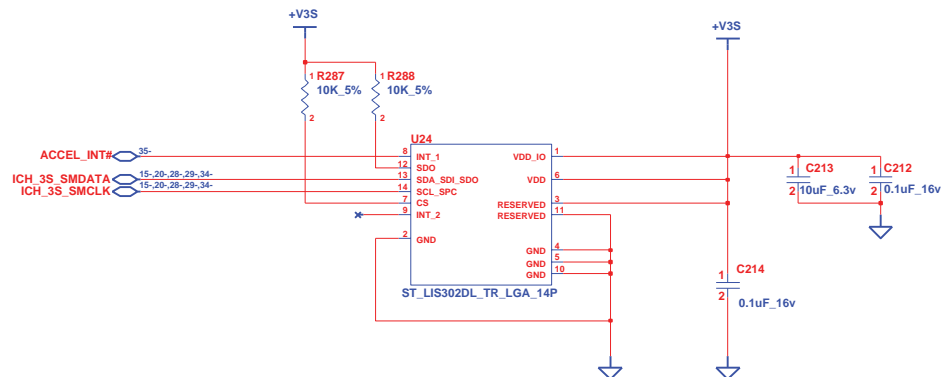 +V3S
+V3S
1 R287
10K_5%
2
1 R288
10K_5%
2
U24
ACCEL_INT# 35-
ICH_3S_SMDATA 15-,20-,28-,29-,34-
ICH_3S_SMCLK 15-,20-,28-,29-,34-
8 INT_1
12 SDO
13 SDA_SDI_SDO
14 SCL_SPC
7 CS
9 INT_2
2 GND
VDD_IO 1
VDD 6
RESERVED 3
RESERVED 11
GND 4
GND 5
GND 10
ST_LIS302DL_TR_LGA_14P
C213
1
2
10uF_6.3v
C212
1
2
0.1uF_16v
C214
1
2
0.1uF_16v